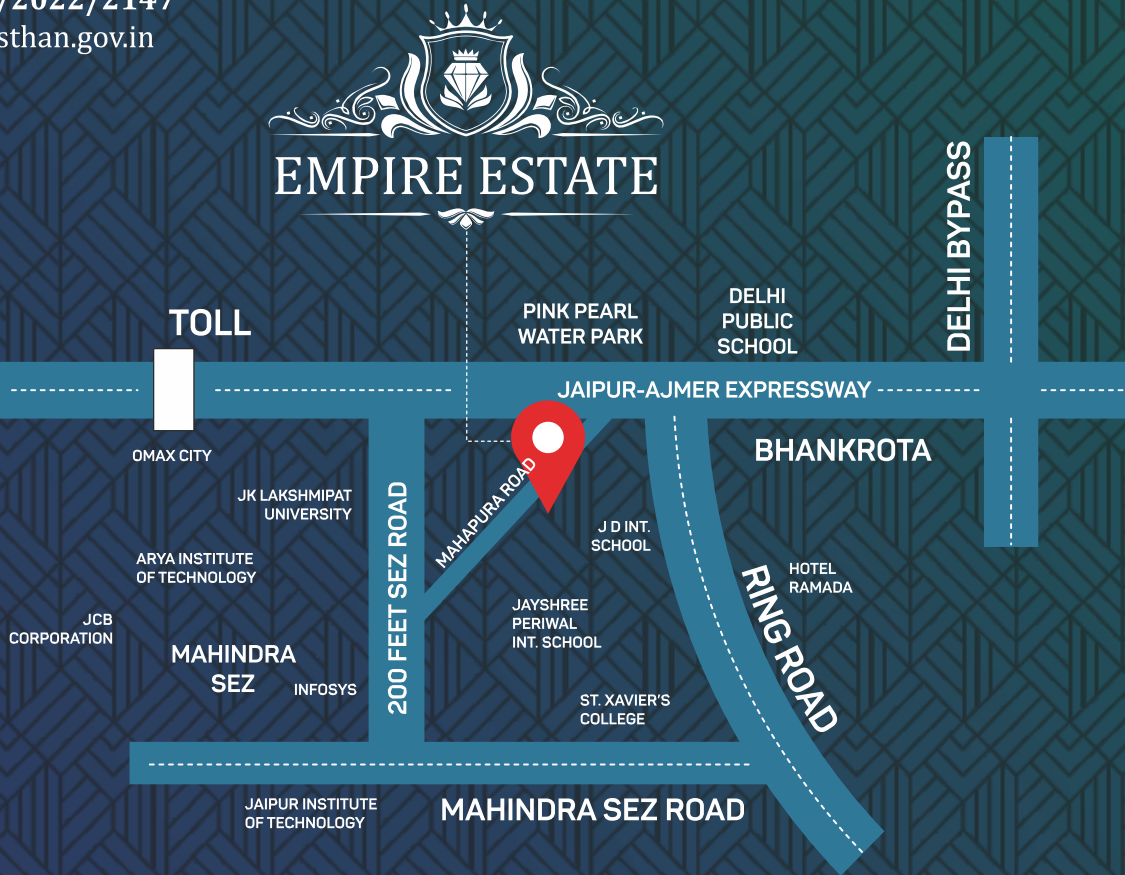 /2022/2147
sthan.gov.in
EMPIRE ESTATE
DELHI BYPASS
TOLL
PINK PEARL
WATER PARK
DELHI
PUBLIC
SCHOOL
JAIPUR-AJMER EXPRESSWAY
OMAX CITY
BHANKROTA
JK LAKSHMIPAT
UNIVERSITY
200 FEET SEZ ROAD
MAHAPURA ROAD
J D INT.
SCHOOL
ARYA INSTITUTE
OF TECHNOLOGY
HOTEL
RAMADA
RING ROAD
JCB
CORPORATION
JAYSHREE
PERIWAL
INT. SCHOOL
MAHINDRA
SEZ
INFOSYS
ST. XAVIER'S
COLLEGE
JAIPUR INSTITUTE
OF TECHNOLOGY
MAHINDRA SEZ ROAD